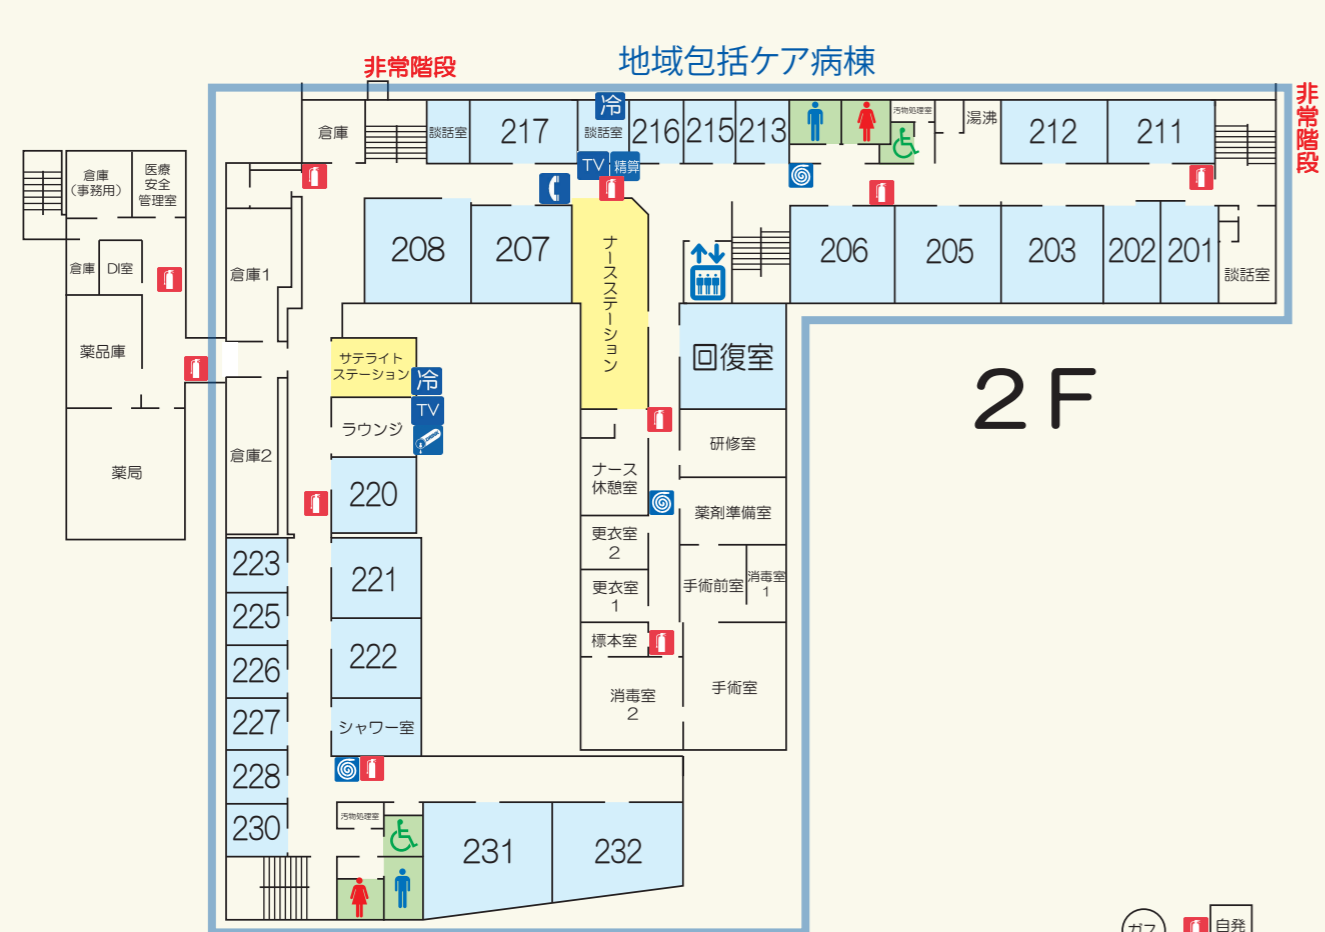 地域包括ケア病棟
非常階段
非常階段
倉庫
談話室
217
冷
談話室
216
215
213
汚物処理室
湯沸
212
211
TV
精算
倉庫
(事務用)
医療
安全
管理室
倉庫
DI室
倉庫1
208
207
ナースステーション
206
205
203
202
201
談話室
薬品庫
サテライト
ステーション
冷
TV
回復室
2F
ラウンジ
研修室
倉庫2
薬局
220
ナース
休憩室
薬剤準備室
更衣室
2
223
221
手術前室
消毒室
1
更衣室
1
225
標本室
226
222
消毒室
2
手術室
227
シャワー室
228
230
汚物処理室
231
232
ガス
自発